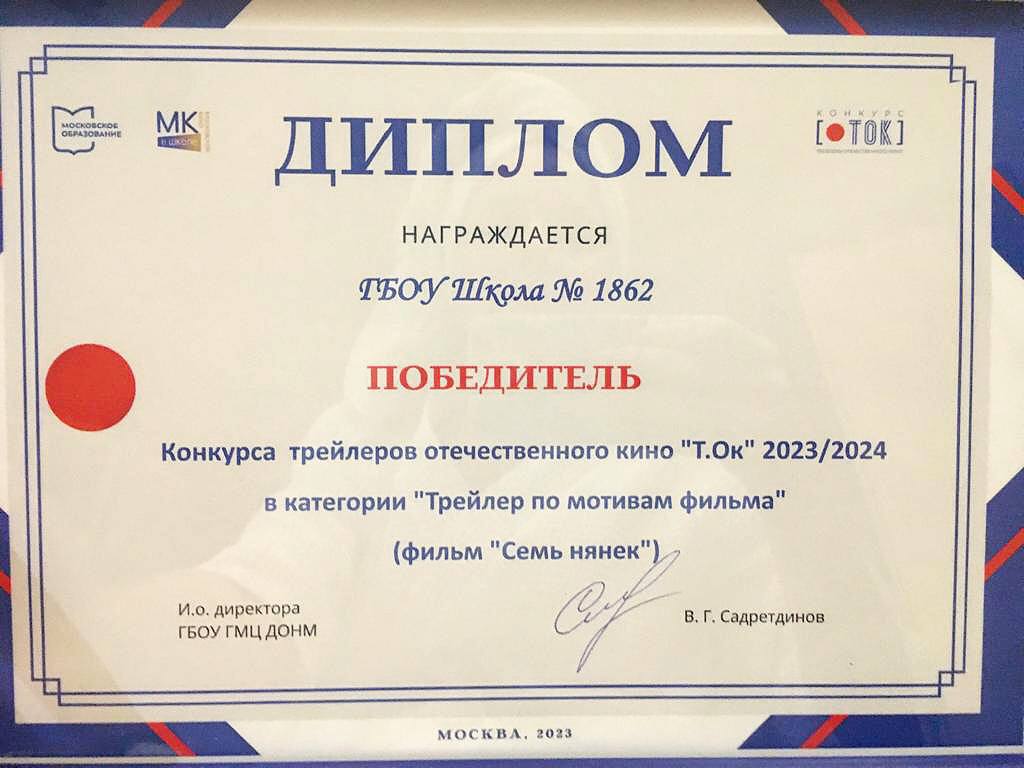 МОСКОВСКОЕ
ОБРАЗОВАНИЕ
МК
в школе
ДИПЛОМ
КОНКУРС
[•ТОК]
НАГРАЖДАЕТСЯ
ГБОУ Школа № 1862
ПОБЕДИТЕЛЬ
Конкурса трейлеров отечественного кино "Т.Ок" 2023/2024
в категории "Трейлер по мотивам фильма"
(фильм "Семь нянек")
И.о. директора
ГБОУ ГМЦ ДОНМ
В. Г. Садретдинов
МОСКВА, 2023